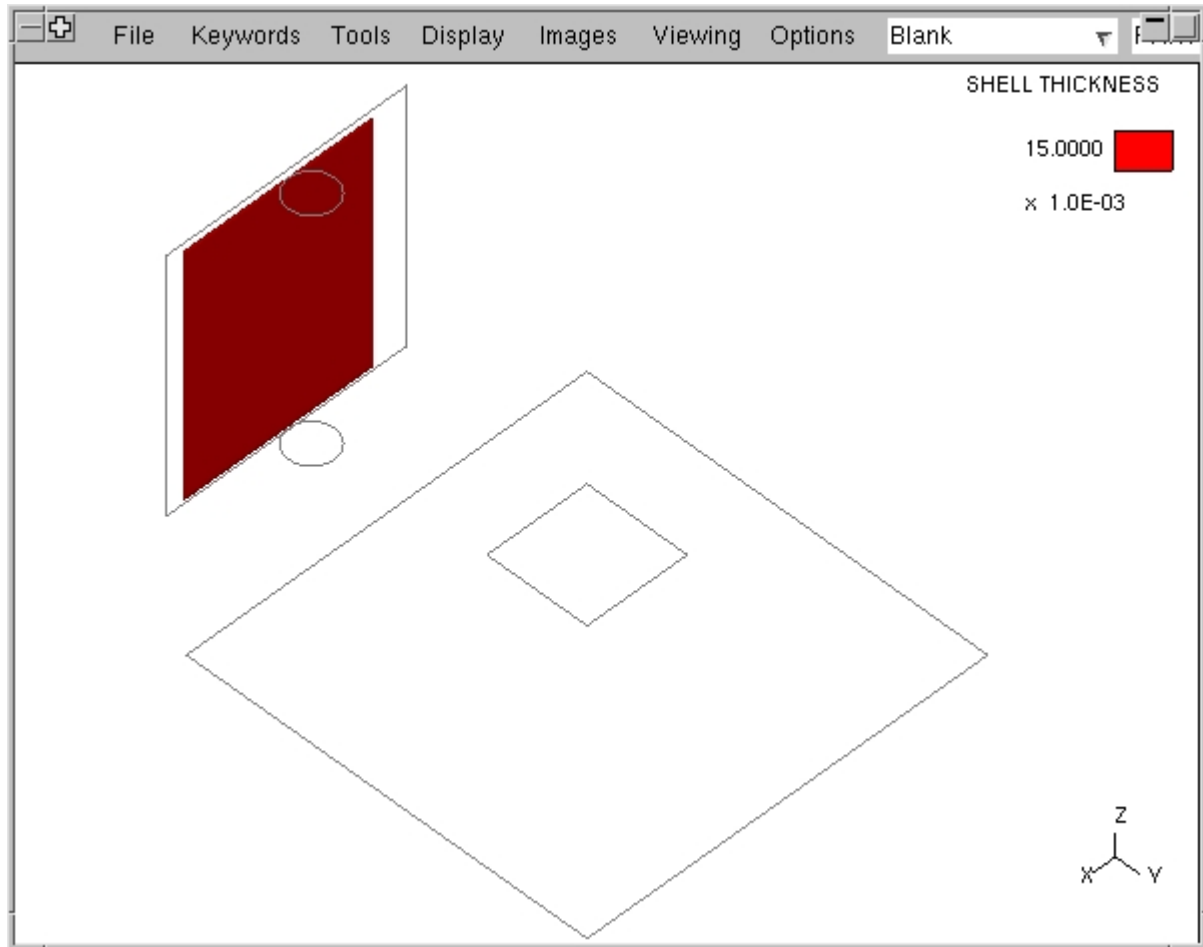 File Keywords Tools Display Images Viewing Options Blank
SHELL THICKNESS
15.0000
x 1.0E-03
Z
X Y